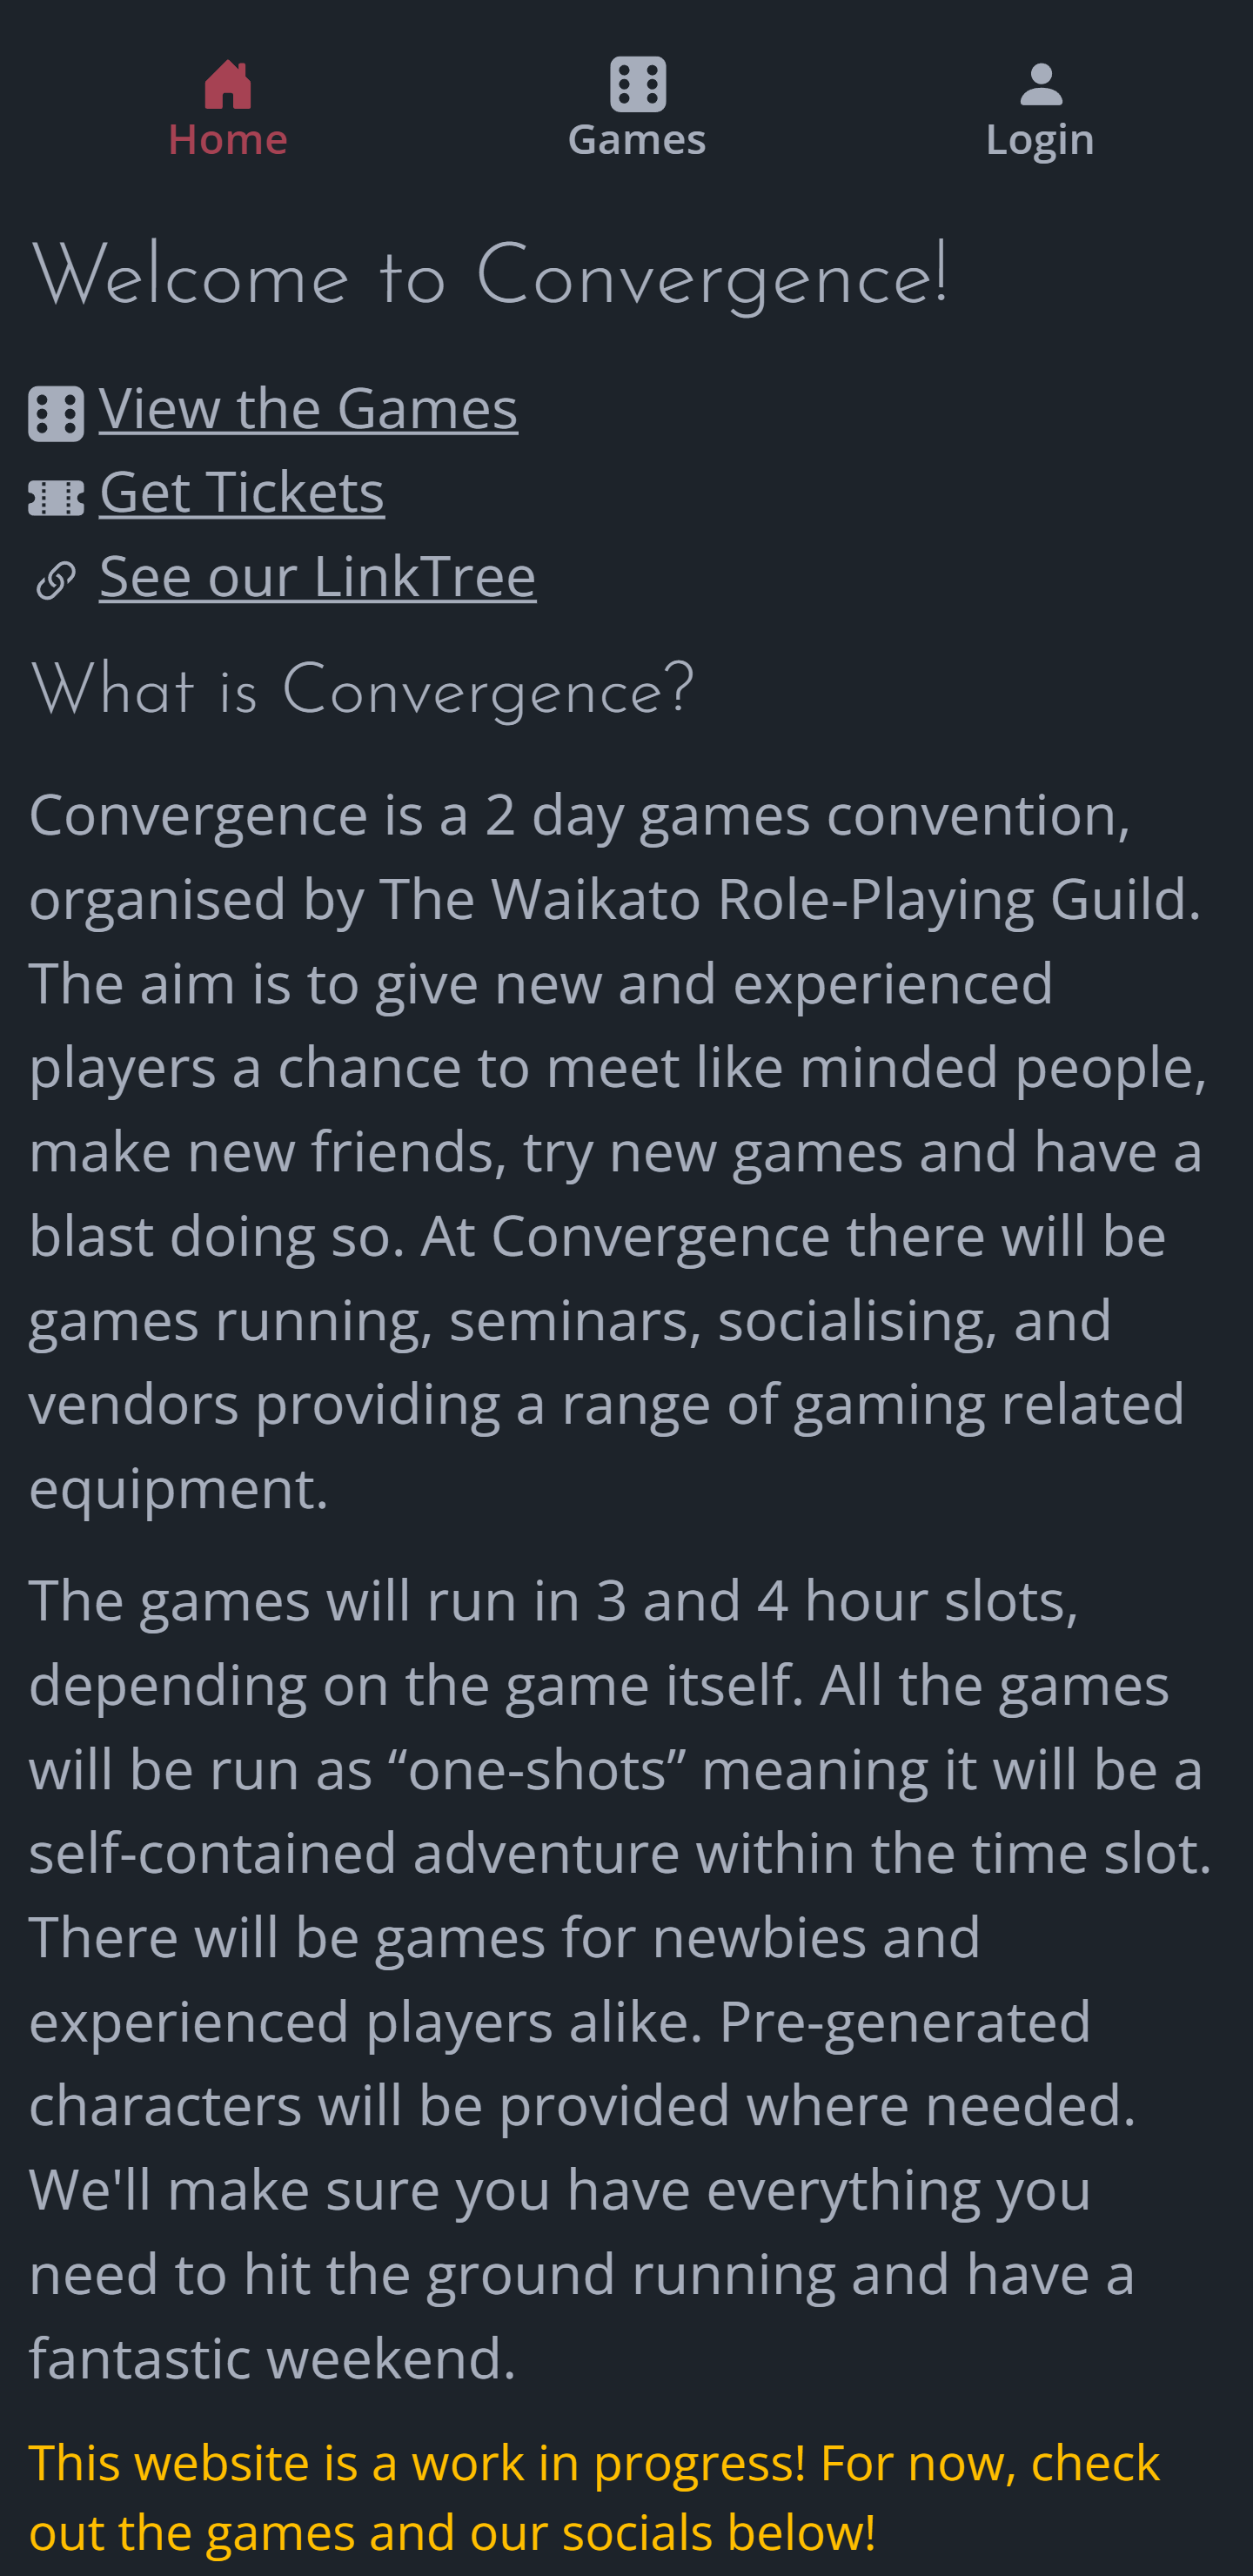 Home
Games
Login
Welcome to Convergence!
View the Games
Get Tickets
See our LinkTree
What is Convergence?
Convergence is a 2 day games convention,
organised by The Waikato Role-Playing Guild.
The aim is to give new and experienced
players a chance to meet like minded people,
make new friends, try new games and have a
blast doing so. At Convergence there will be
games running, seminars, socialising, and
vendors providing a range of gaming related
equipment.
The games will run in 3 and 4 hour slots,
depending on the game itself. All the games
will be run as “one-shots” meaning it will be a
self-contained adventure within the time slot.
There will be games for newbies and
experienced players alike. Pre-generated
characters will be provided where needed.
We'll make sure you have everything you
need to hit the ground running and have a
fantastic weekend.
This website is a work in progress! For now, check
out the games and our socials below!